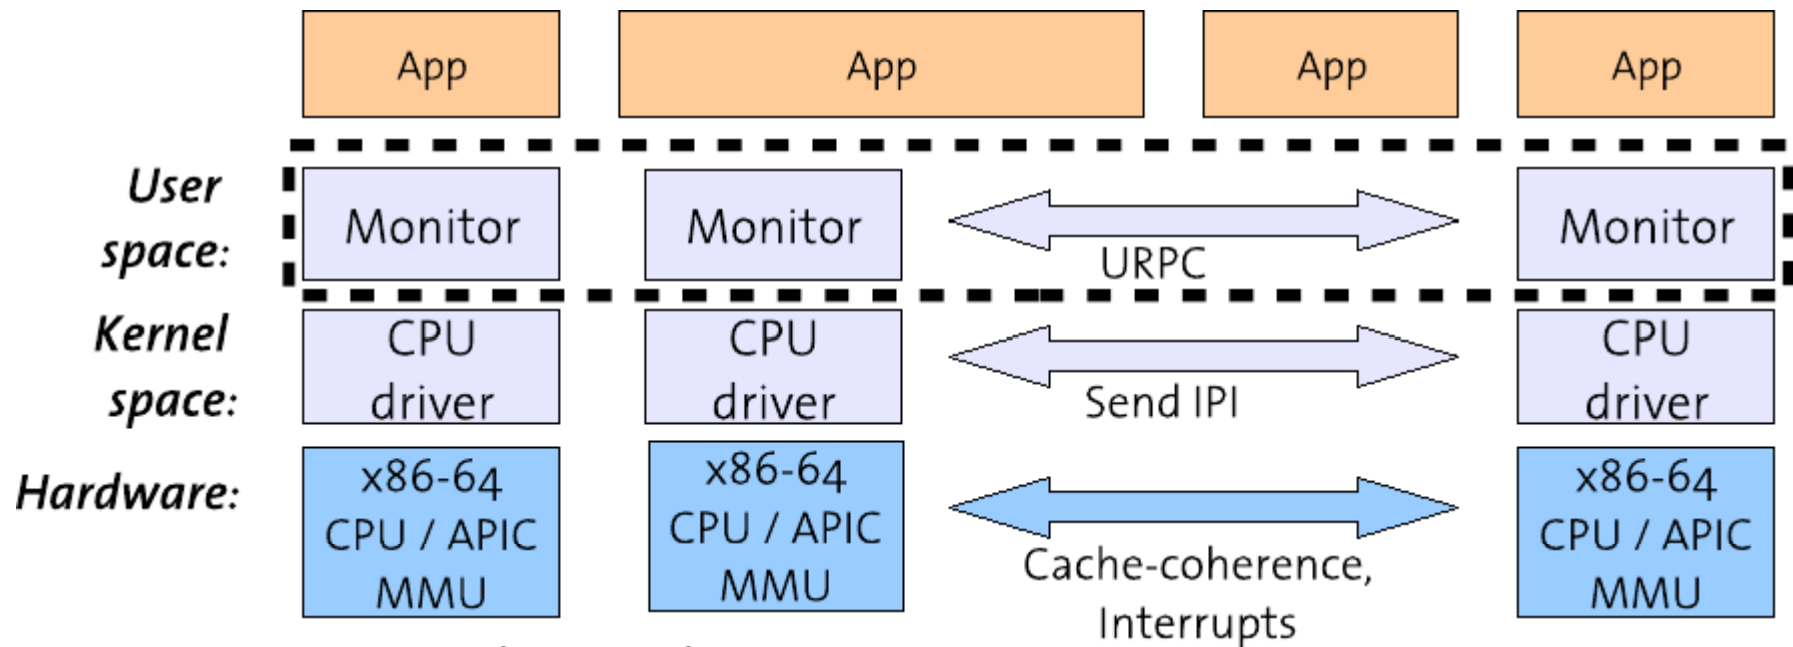 App
App
App
App
User
space:
Monitor
Monitor
URPC
Monitor
Kernel
space:
CPU
driver
CPU
driver
Send IPI
CPU
driver
Hardware:
x86-64
CPU / APIC
MMU
x86-64
CPU / APIC
MMU
Cache-coherence,
Interrupts
x86-64
CPU / APIC
MMU